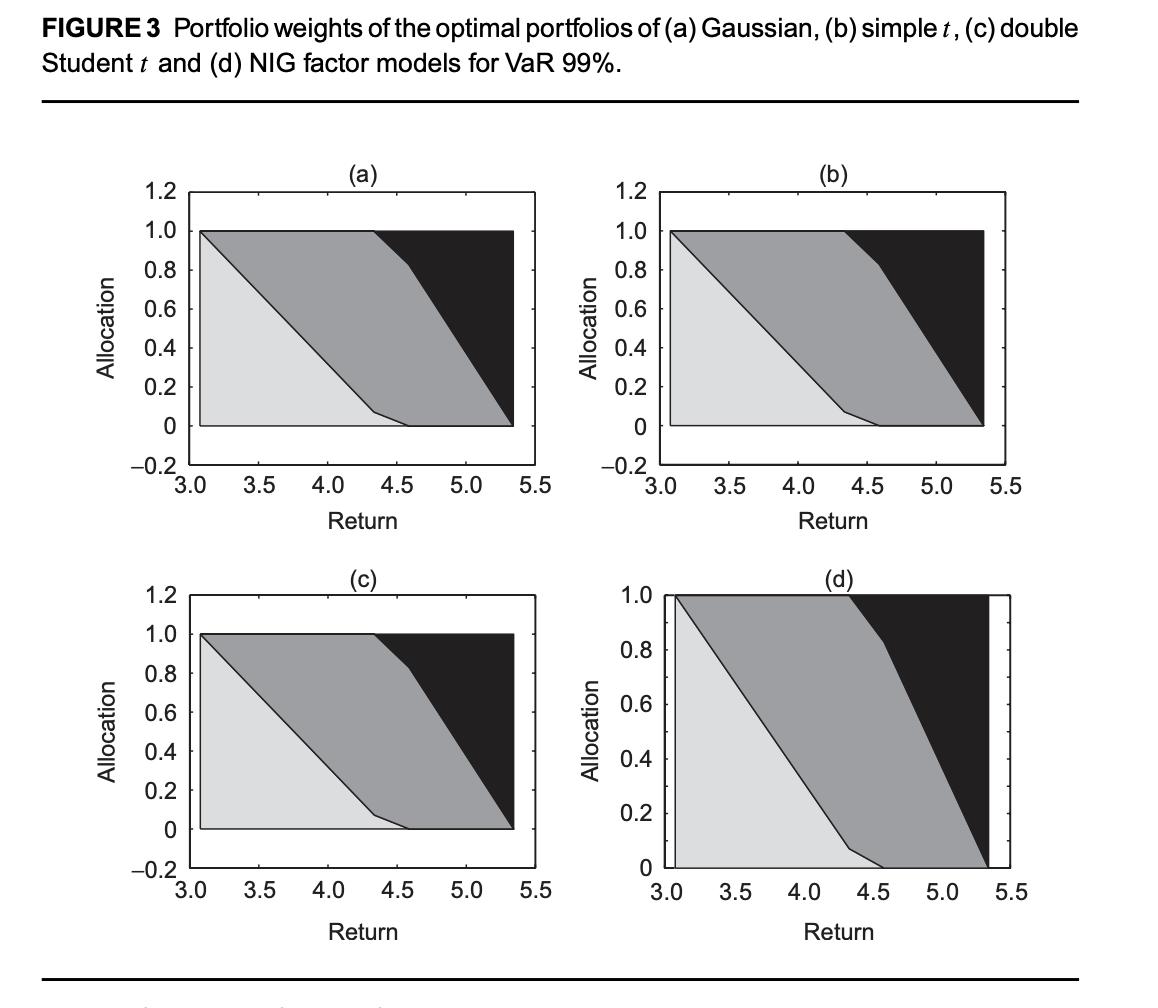 FIGURE 3 Portfolio weights of the optimal portfolios of (a) Gaussian, (b) simple t, (c) double
Student t and (d) NIG factor models for VaR 99%.
(a)
1.2
1.0
0.8
0.6
0.4
0.2
0
–0.2
Allocation
3.0 3.5 4.0 4.5 5.0 5.5
Return
(b)
1.2
1.0
0.8
0.6
0.4
0.2
0
–0.2
Allocation
3.0 3.5 4.0 4.5 5.0 5.5
Return
(c)
1.2
1.0
0.8
0.6
0.4
0.2
0
–0.2
Allocation
3.0 3.5 4.0 4.5 5.0 5.5
Return
(d)
1.0
0.8
0.6
0.4
0.2
0
Allocation
3.0 3.5 4.0 4.5 5.0 5.5
Return